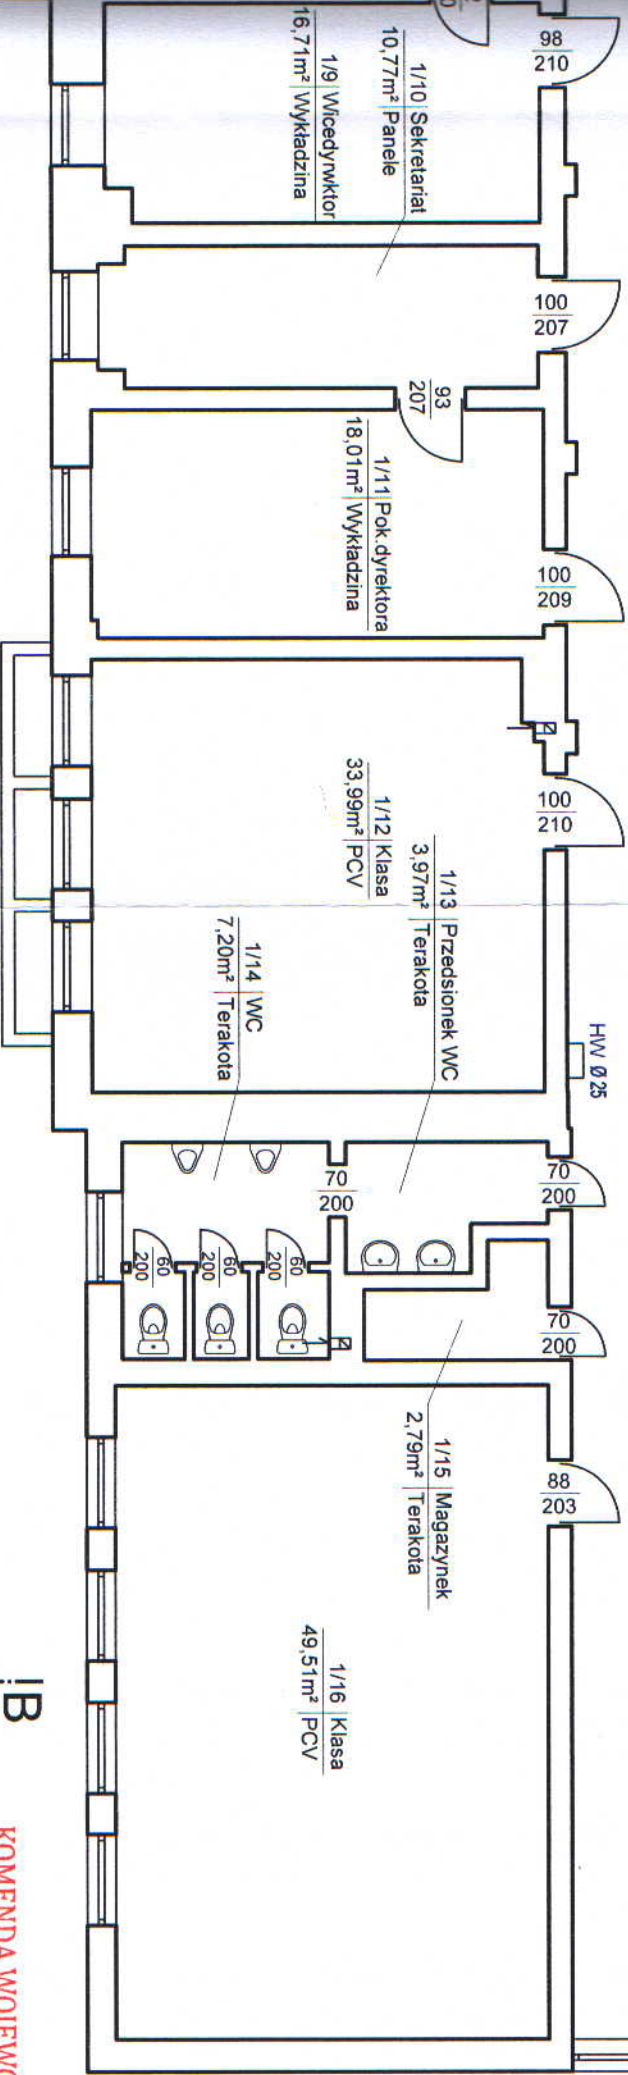 98
210
1/10 Sekretariat
10,77m² Panele
1/9 Wicedyrwktor
16,71m² Wykładzina
100
207
93
207
1/11 Pok.dyrektora
18,01m² Wykładzina
100
209
100
210
1/12 Klasa
33,99m² PCV
1/13 Przedsionek WC
3,97m² Terakota
1/14 WC
7,20m² Terakota
HW Ø25
70
200
70
200
60
200
60
200
60
200
70
200
1/15 Magazynek
2,79m² Terakota
88
203
1/16 Klasa
49,51m² PCV
B
KOMENDA